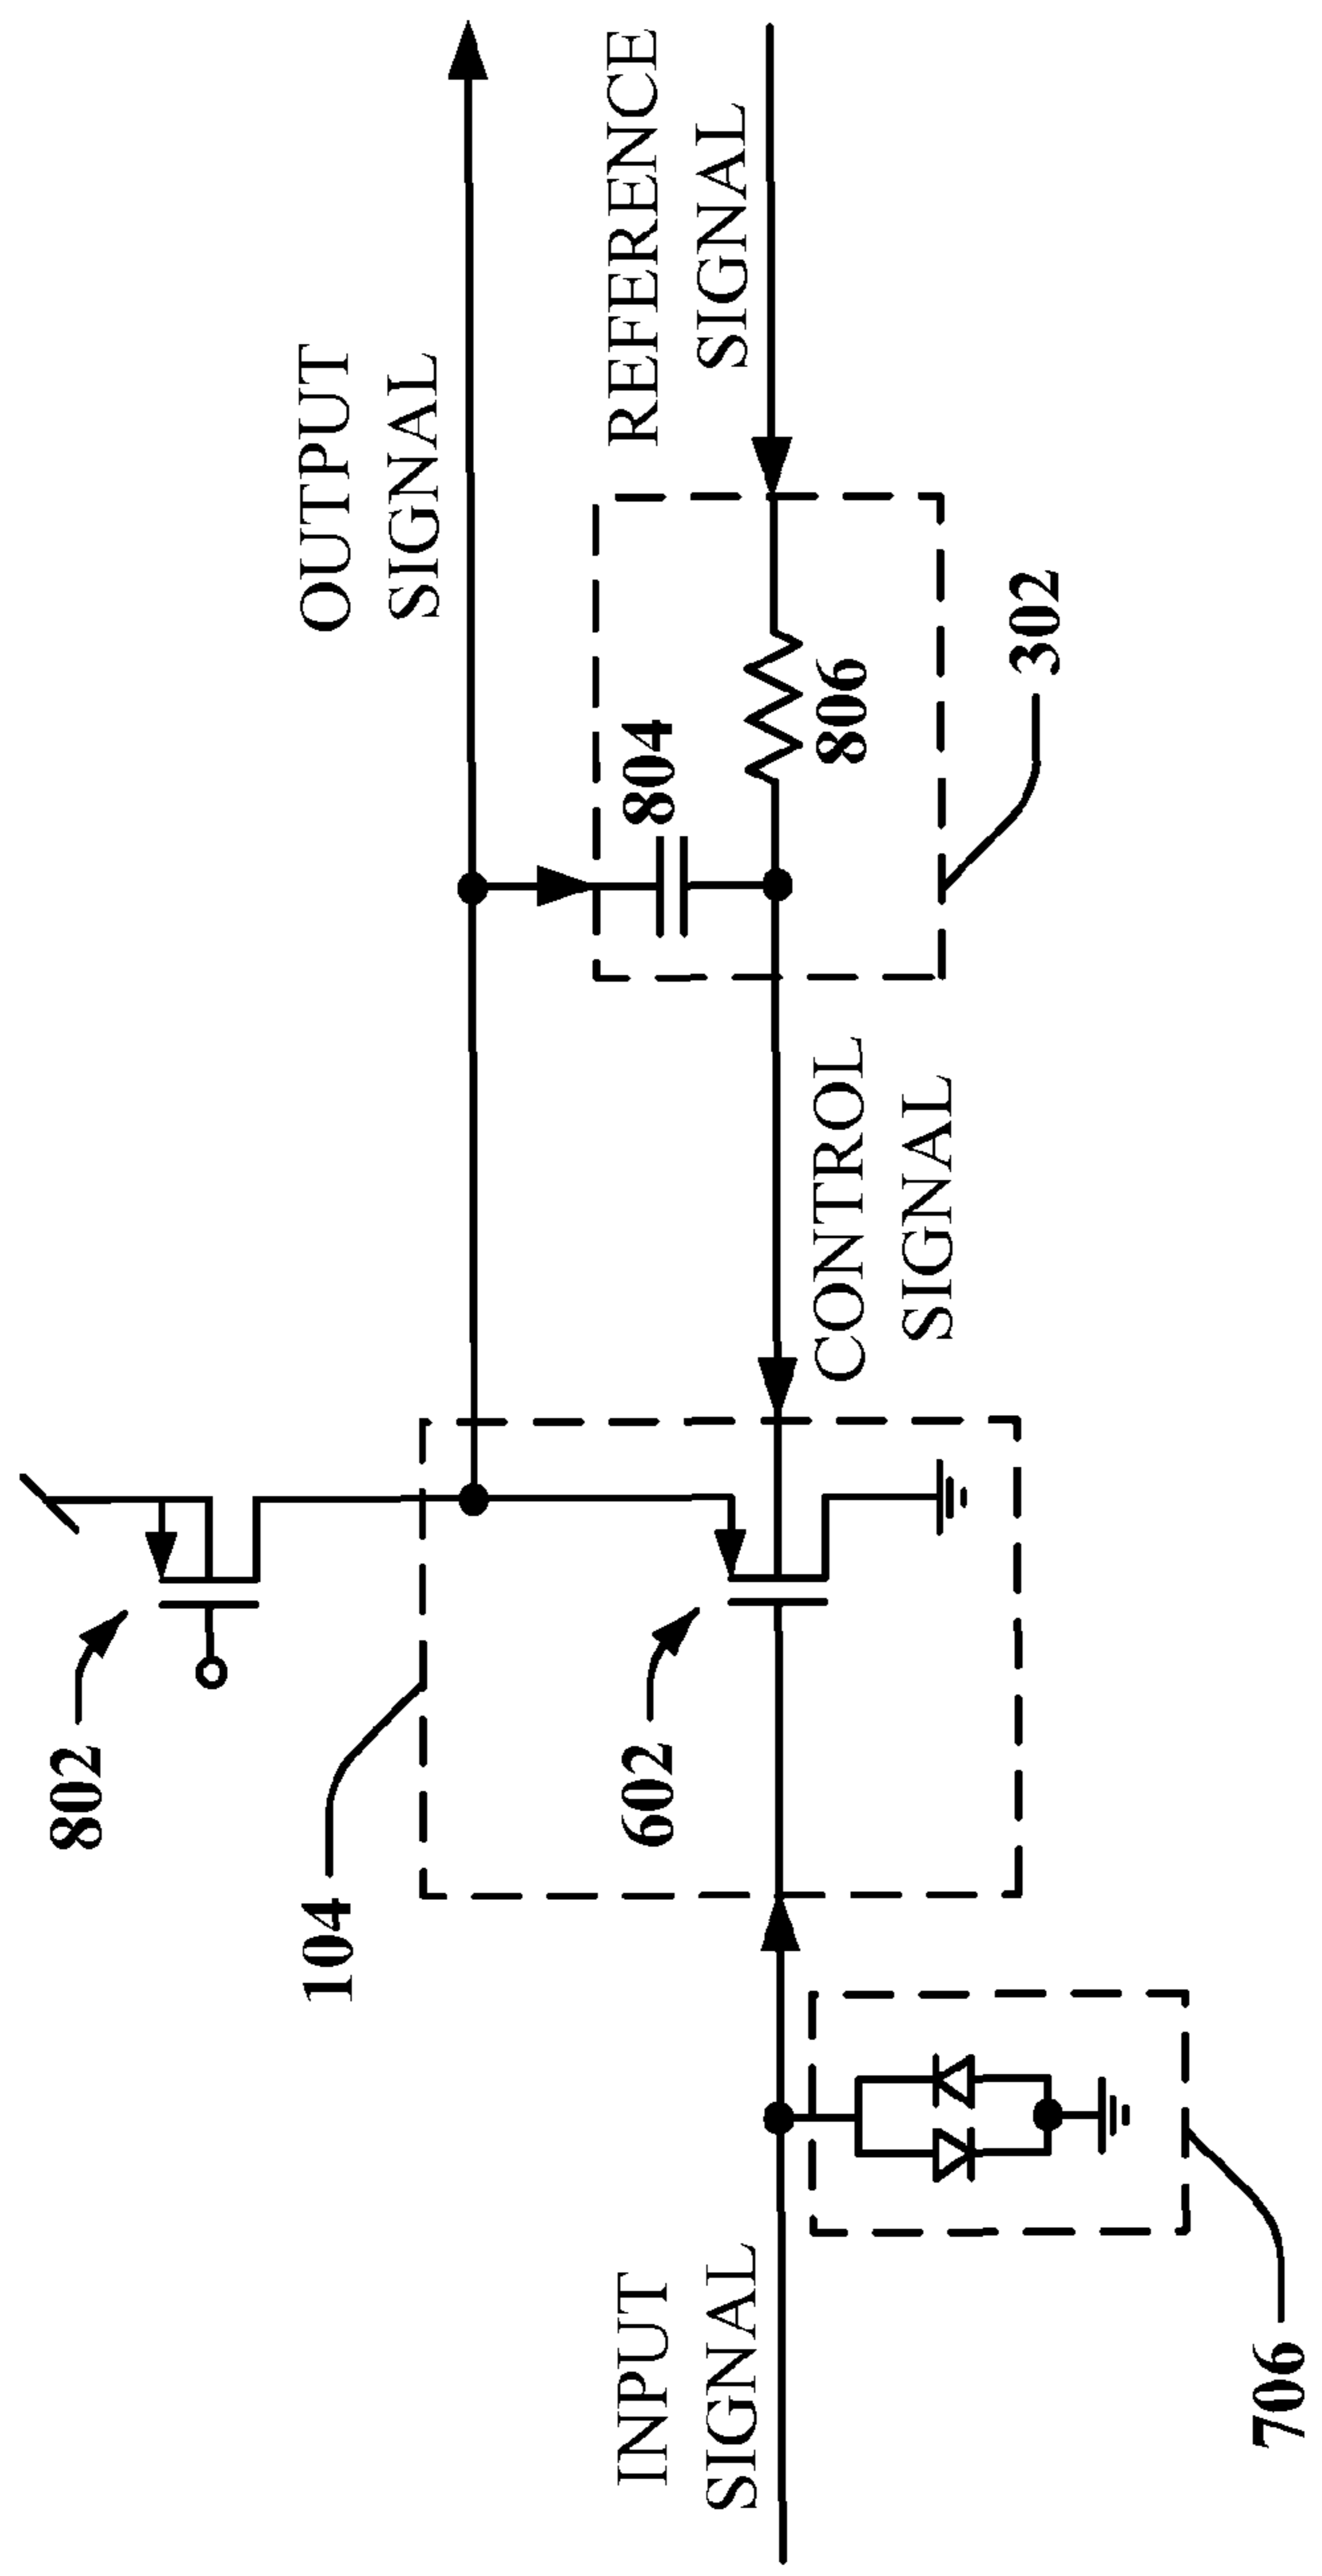 802
104
602
706
INPUT
SIGNAL
OUTPUT
SIGNAL
REFERENCE
SIGNAL
804
806
302
CONTROL
SIGNAL